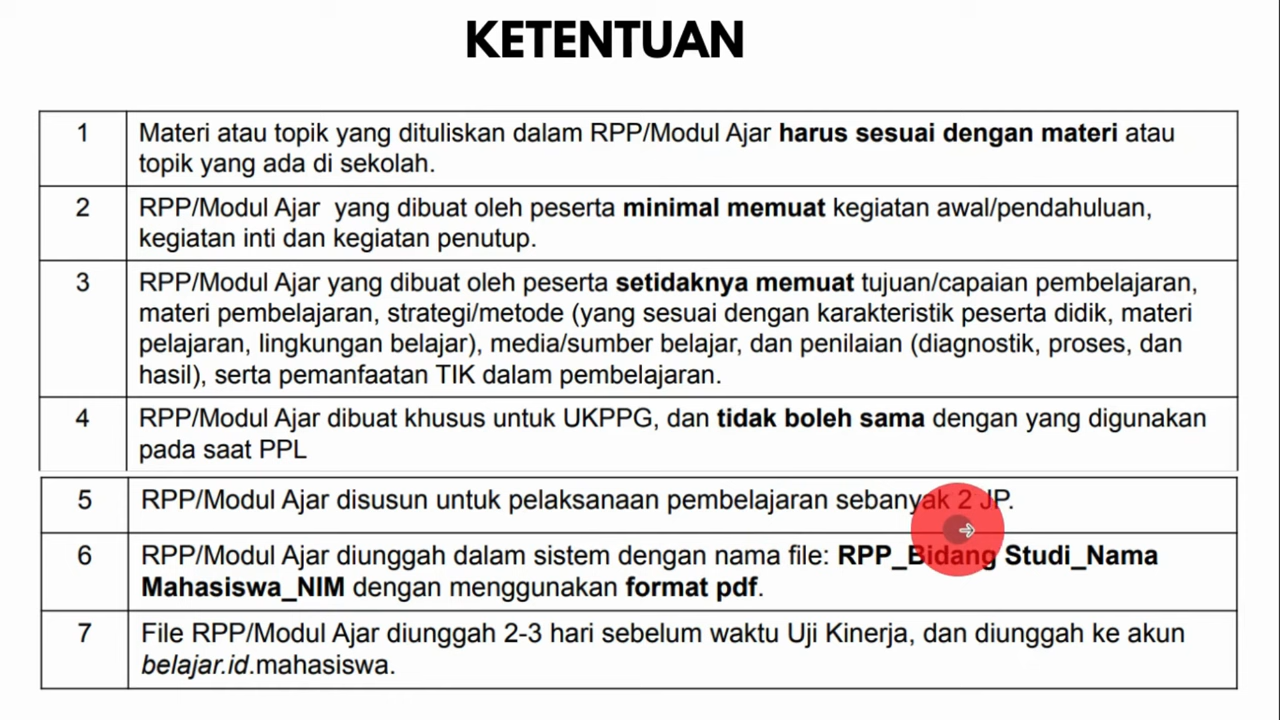 KETENTUAN
1
Materi atau topik yang dituliskan dalam RPP/Modul Ajar harus sesuai dengan materi atau
topik yang ada di sekolah.
2
RPP/Modul Ajar yang dibuat oleh peserta minimal memuat kegiatan awal/pendahuluan,
kegiatan inti dan kegiatan penutup.
3
RPP/Modul Ajar yang dibuat oleh peserta setidaknya memuat tujuan/capaian pembelajaran,
materi pembelajaran, strategi/metode (yang sesuai dengan karakteristik peserta didik, materi
pelajaran, lingkungan belajar), media/sumber belajar, dan penilaian (diagnostik, proses, dan
hasil), serta pemanfaatan TIK dalam pembelajaran.
4
RPP/Modul Ajar dibuat khusus untuk UKPPG, dan tidak boleh sama dengan yang digunakan
pada saat PPL
5
RPP/Modul Ajar disusun untuk pelaksanaan pembelajaran sebanyak 2 JP.
6
RPP/Modul Ajar diunggah dalam sistem dengan nama file: RPP_Bidang Studi_Nama
Mahasiswa_NIM dengan menggunakan format pdf.
7
File RPP/Modul Ajar diunggah 2-3 hari sebelum waktu Uji Kinerja, dan diunggah ke akun
belajar.id.mahasiswa.